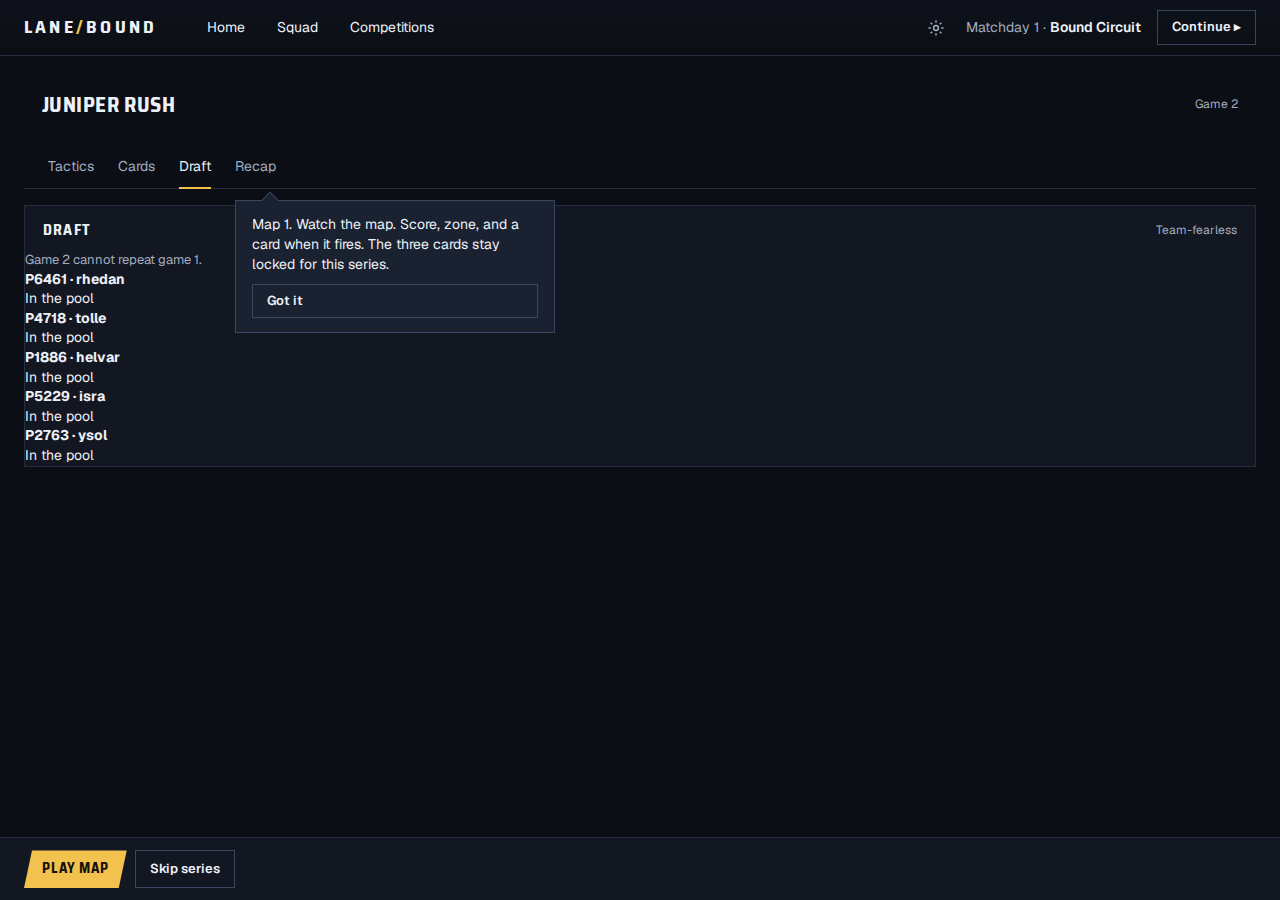 LANE/BOUND
Home
Squad
Competitions
Matchday 1 · Bound Circuit
Continue ▸
JUNIPER RUSH
Game 2
Tactics
Cards
Draft
Recap
DRAFT
Team-fearless
Game 2 cannot repeat game 1.
P6461 · rhedan
In the pool
P4718 · tolle
In the pool
P1886 · helvar
In the pool
P5229 · isra
In the pool
P2763 · ysol
In the pool
Map 1. Watch the map. Score, zone, and a
card when it fires. The three cards stay
locked for this series.
Got it
PLAY MAP
Skip series